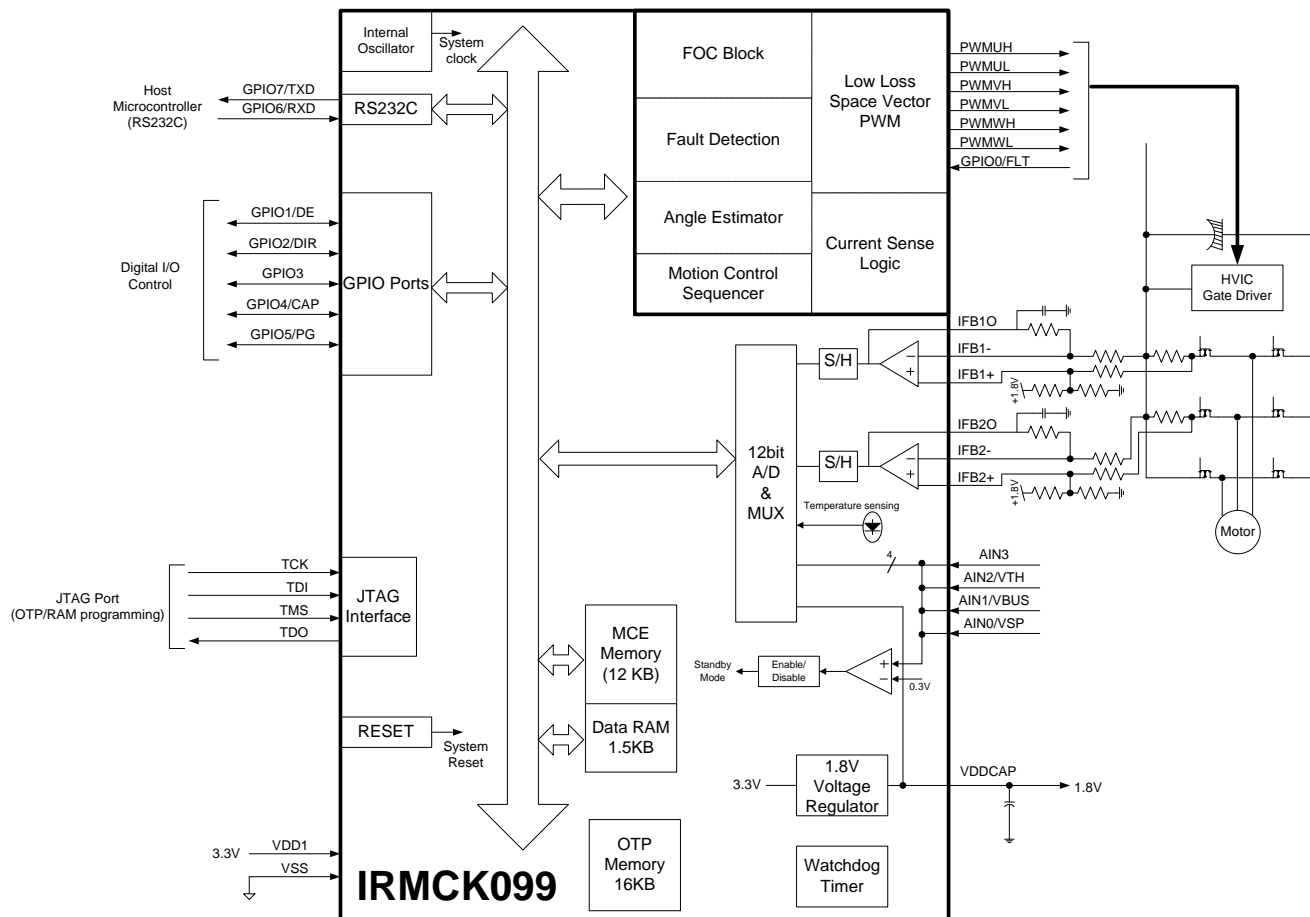 Internal
Oscillator
System
clock
Host
Microcontroller
(RS232C)
GPIO7/TXD
GPIO6/RXD
RS232C
Digital I/O
Control
GPIO1/DE
GPIO2/DIR
GPIO3
GPIO4/CAP
GPIO5/PG
GPIO Ports
JTAG Port
(OTP/RAM programming)
TCK
TDI
TMS
TDO
JTAG
Interface
RESET
System
Reset
3.3V
VDD1
VSS
IRMCK099
FOC Block
Fault Detection
Angle Estimator
Motion Control
Sequencer
Low Loss
Space Vector
PWM
Current Sense
Logic
PWMUH
PWMUL
PWMVH
PWMVL
PWMWH
PWMWL
GPIO0/FLT
HVIC
Gate Driver
12bit
A/D
&
MUX
S/H
−
+
IFB1O
IFB1-
IFB1+
+1.8V
S/H
−
+
IFB2O
IFB2-
IFB2+
+1.8V
Motor
Temperature sensing
4
AIN3
AIN2/VTH
AIN1/VBUS
AIN0/VSP
MCE
Memory
(12 KB)
Data RAM
1.5KB
OTP
Memory
16KB
Standby
Mode
Enable/
Disable
+
−
0.3V
3.3V
1.8V
Voltage
Regulator
VDDCAP
1.8V
Watchdog
Timer